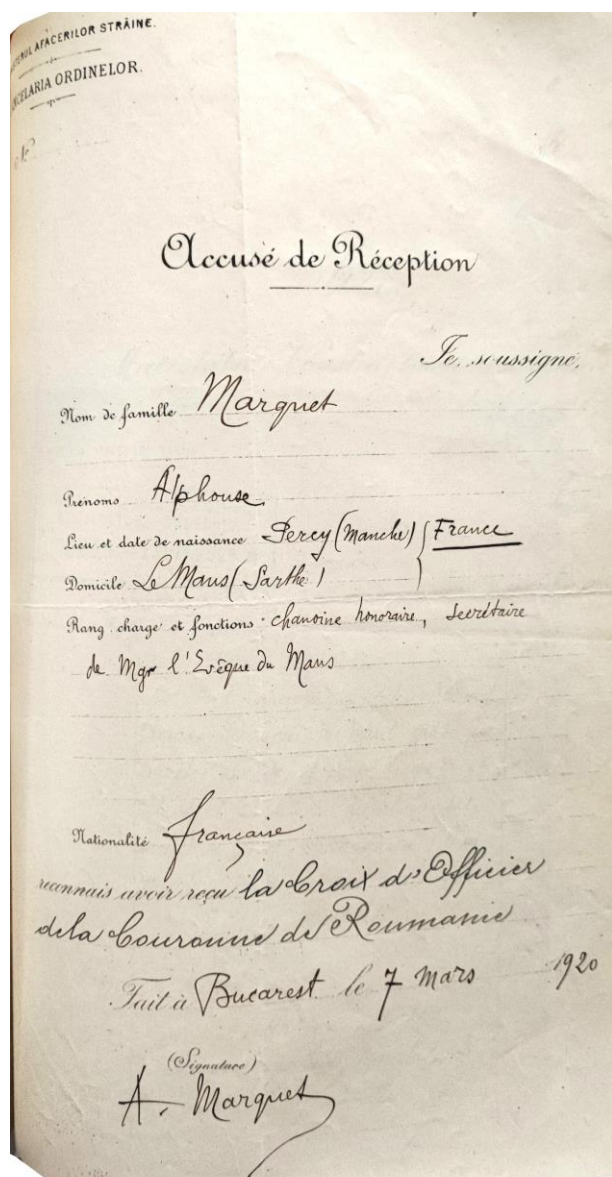 AFACERILOR STRĂINE.
ORDINELOR.
№
Accusé de Réception
Je, soussigné,
Nom de famille Marquet
Prénoms Alphonse
Lieu et date de naissance Percy (Manche) } France
Domicile Le Mans (Sarthe)
Rang, charge et fonctions chanoine honoraire, secrétaire
de Mgr l'Evêque du Mans
Nationalité française
reconnais avoir reçu la Croix d'Officier
de la Couronne de Roumanie
Fait à Bucarest le 7 mars 1920
(Signature)
A. Marquet